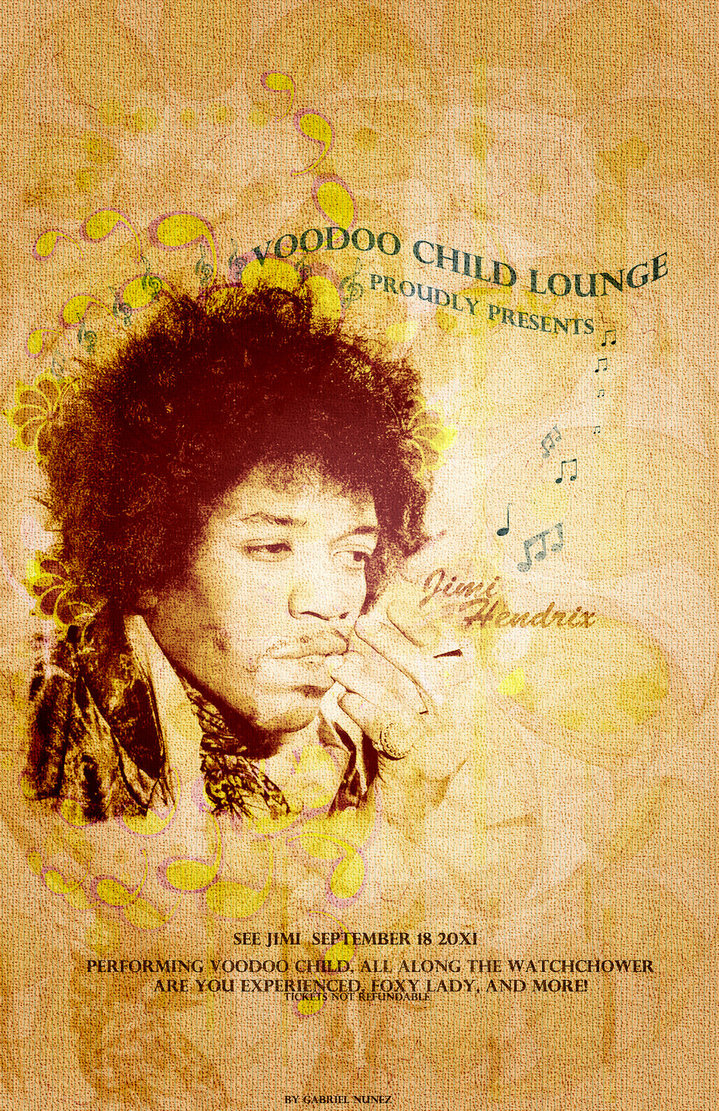 VOODOO CHILD LOUNGE
PROUDLY PRESENTS
Jimi
Hendrix
SEE JIMI SEPTEMBER 18 20XI
PERFORMING VOODOO CHILD, ALL ALONG THE WATCHCHOWER
ARE YOU EXPERIENCED, FOXY LADY, AND MORE!
TICKETS NOT REFUNDABLE
BY GABRIEL NUNEZ